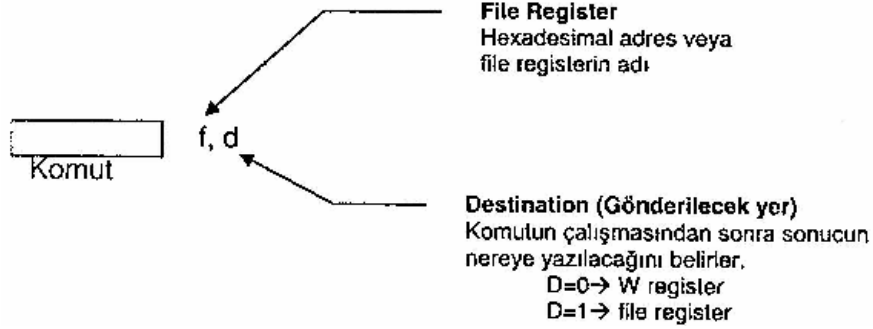 File Register
Hexadesimal adres veya
file registerin adı
f, d
Komut
Destination (Gönderilecek yer)
Komutun çalışmasından sonra sonucun
nereye yazılacağını belirler.
D=0→ W register
D=1→ file register